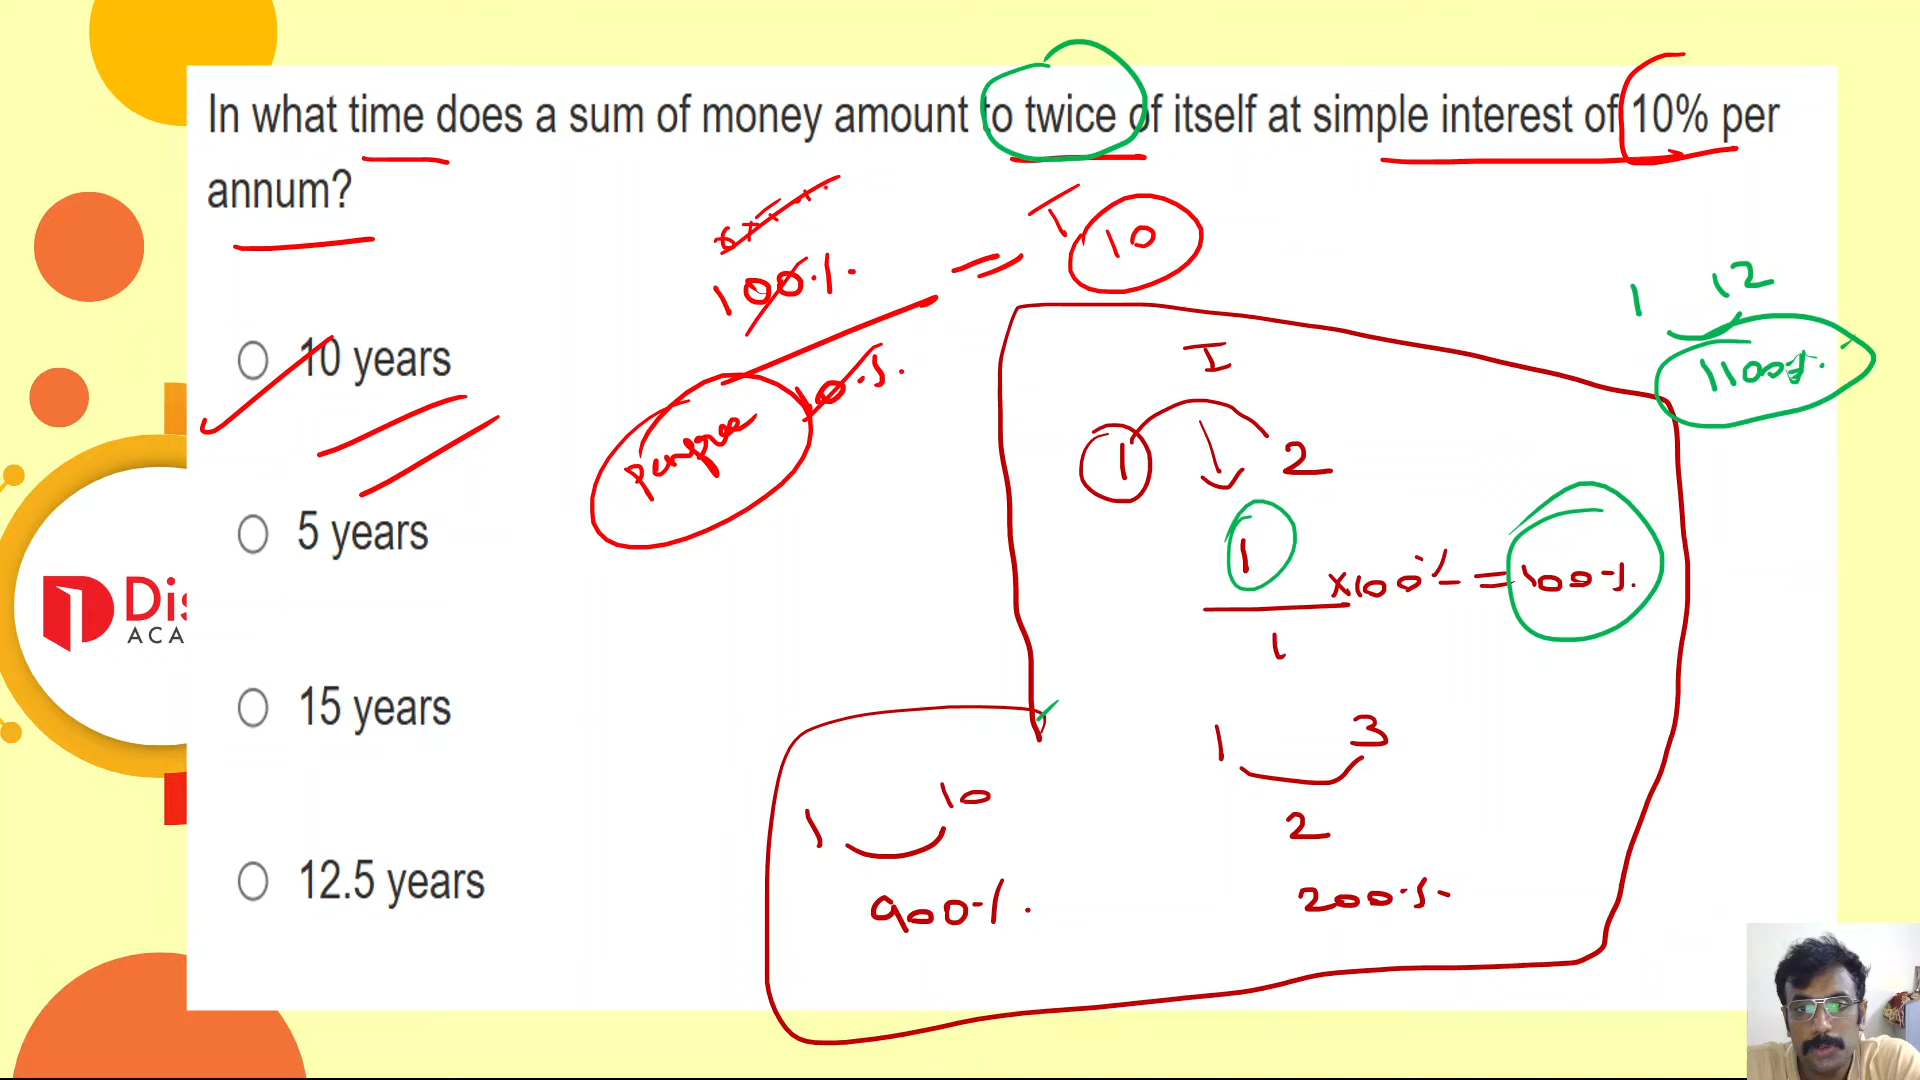 In what time does a sum of money amount to twice of itself at simple interest of 10% per
annum?
T 10
100%
=
10%
1 12
1100%
I
1 2
1
×100% = 100%
1
10 years
5 years
15 years
12.5 years
Dis
ACA
1 3
2
200%
1 10
900%